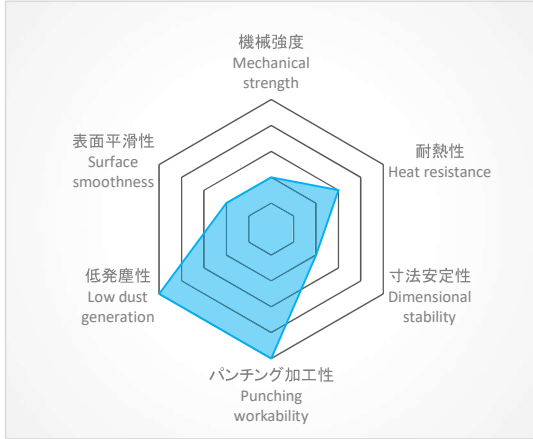 機械強度
Mechanical
strength
耐熱性
Heat resistance
寸法安定性
Dimensional
stability
パンチング加工性
Punching
workability
低発塵性
Low dust
generation
表面平滑性
Surface
smoothness